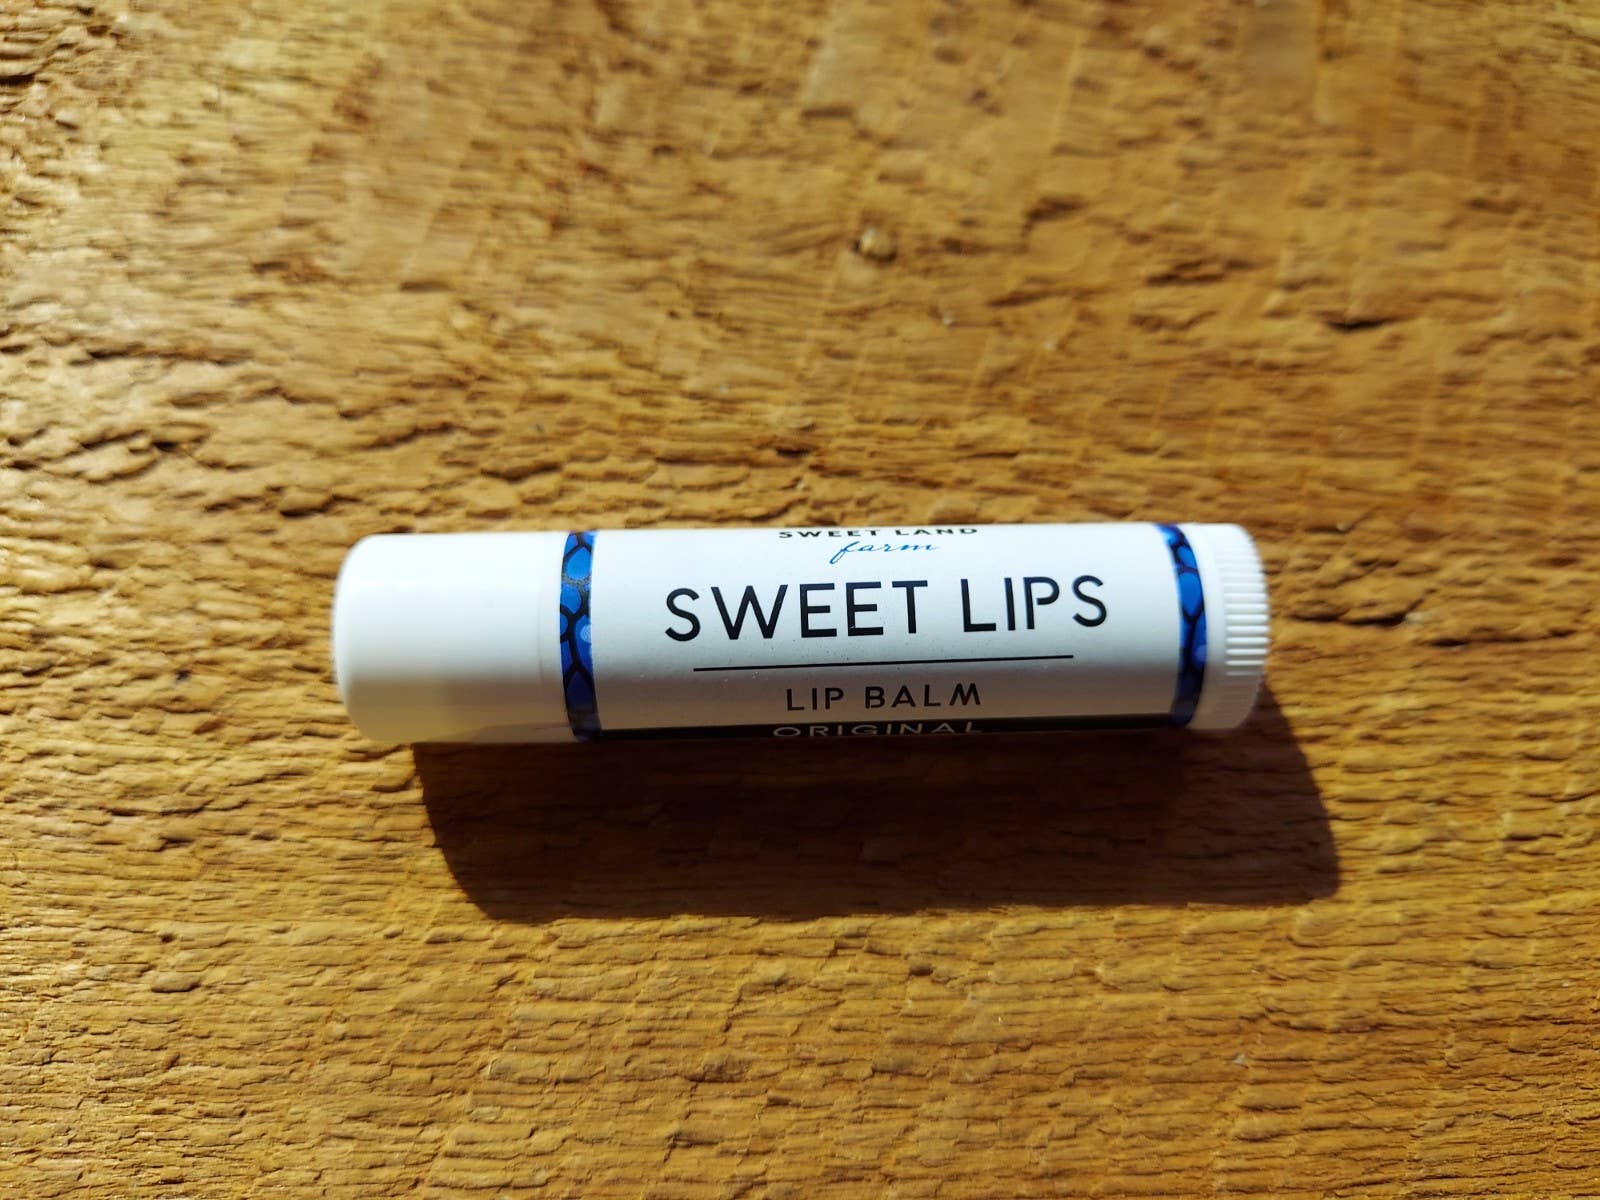 SWEET LAND
farm
SWEET LIPS
LIP BALM
ORIGINAL